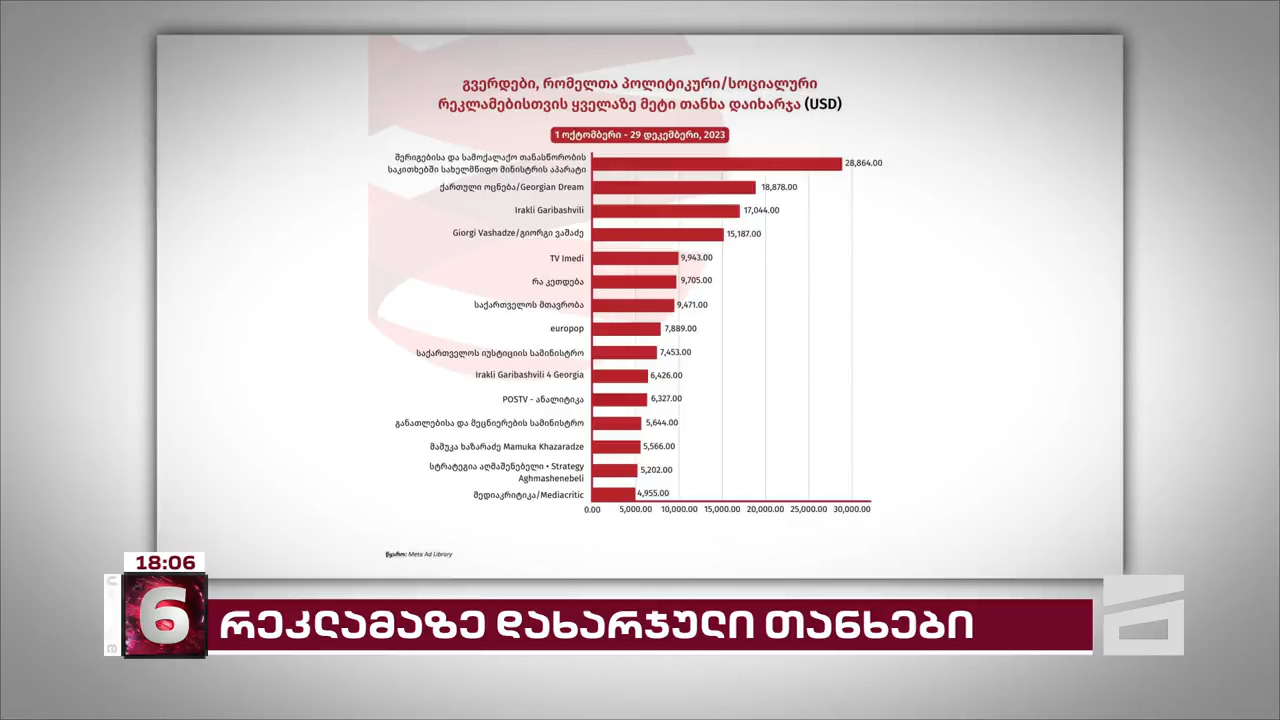 გვერდები, რომელთა პოლიტიკური/სოციალური
რეკლამებისთვის ყველაზე მეტი თანხა დაიხარჯა (USD)
1 ოქტომბერი - 29 დეკემბერი, 2023
შერიგებისა და სამოქალაქო თანასწორობის
საკითხებში სახელმწიფო მინისტრის აპარატი
28,864.00
ქართული ოცნება/Georgian Dream 18,878.00
Irakli Garibashvili 17,044.00
Giorgi Vashadze/გიორგი ვაშაძე 15,187.00
TV Imedi 9,943.00
რა კეთდება 9,705.00
საქართველოს მთავრობა 9,471.00
europop 7,889.00
საქართველოს იუსტიციის სამინისტრო 7,453.00
Irakli Garibashvili 4 Georgia 6,426.00
POSTV - ანალიტიკა 6,327.00
განათლებისა და მეცნიერების სამინისტრო 5,644.00
მამუკა ხაზარაძე Mamuka Khazaradze 5,566.00
სტრატეგია აღმაშენებელი • Strategy
Aghmashenebeli
5,202.00
მედიაკრიტიკა/Mediacritic 4,955.00
0.00 5,000.00 10,000.00 15,000.00 20,000.00 25,000.00 30,000.00
წყარო: Meta Ad Library
18:06
6
რეკლამაზე დახარჯული თანხები